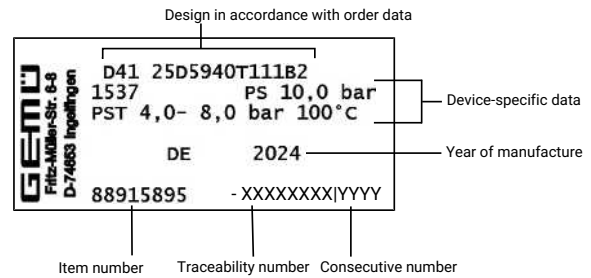 Design in accordance with order data
GEMÜ
Fritz-Müller-Str. 6-8
D-74653 Ingelfingen
D41 25D5940T111B2
1537 PS 10,0 bar
PST 4,0- 8,0 bar 100°C
Device-specific data
DE 2024
Year of manufacture
88915895 -XXXXXXXX|YYYY
Item number Traceability number Consecutive number